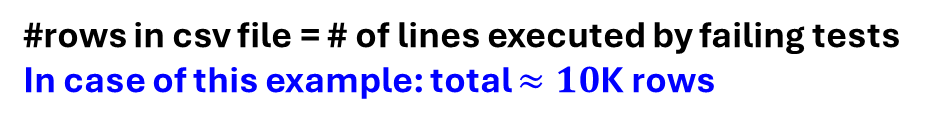 #rows in csv file = # of lines executed by failing tests
In case of this example: total ≈ 10K rows